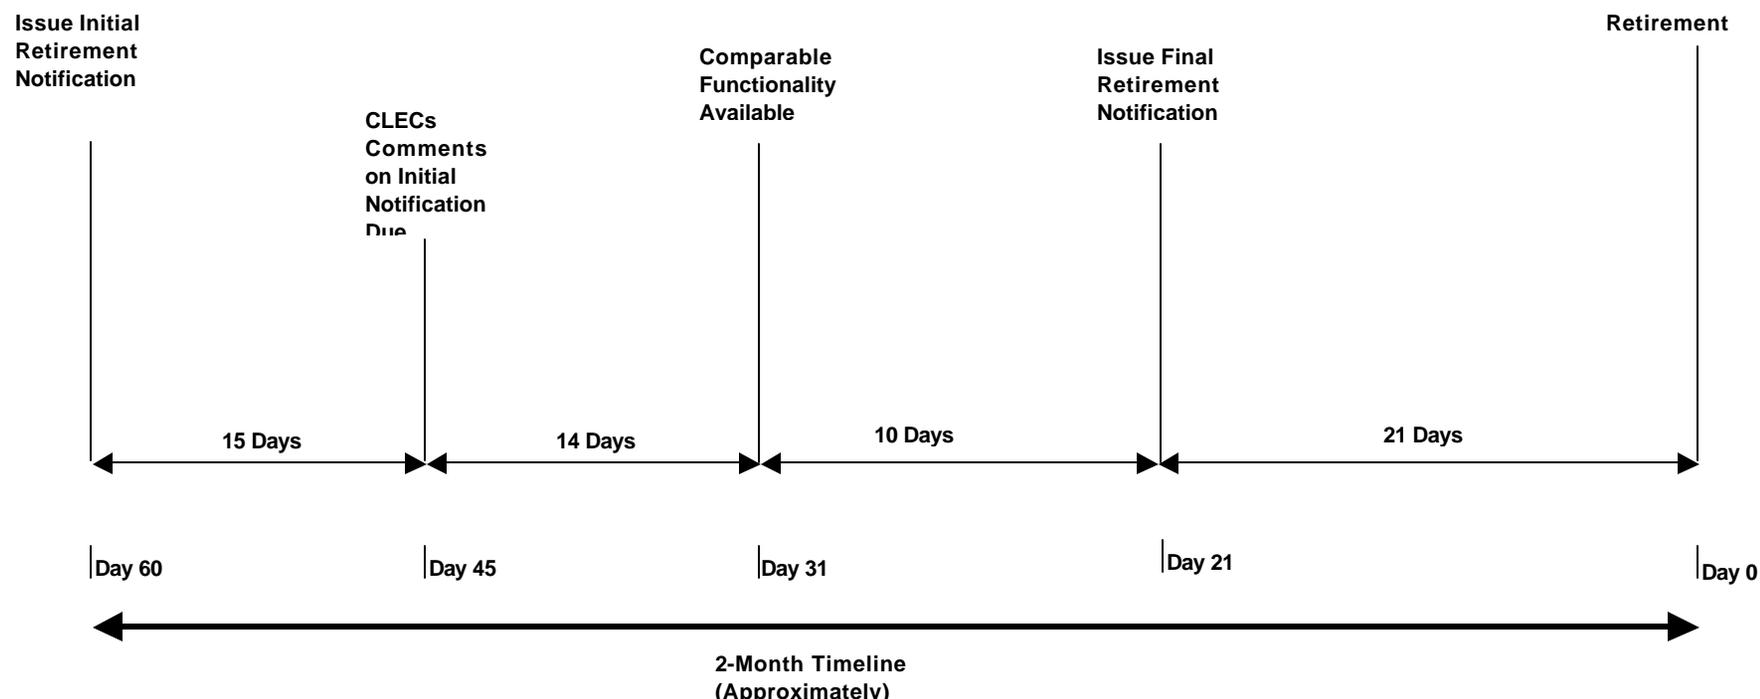 Issue Initial
Retirement
Notification
CLECs
Comments
on Initial
Notification
Due
Comparable
Functionality
Available
Issue Final
Retirement
Notification
Retirement
15 Days
14 Days
10 Days
21 Days
Day 60
Day 45
Day 31
Day 21
Day 0
2-Month Timeline
(Approximately)